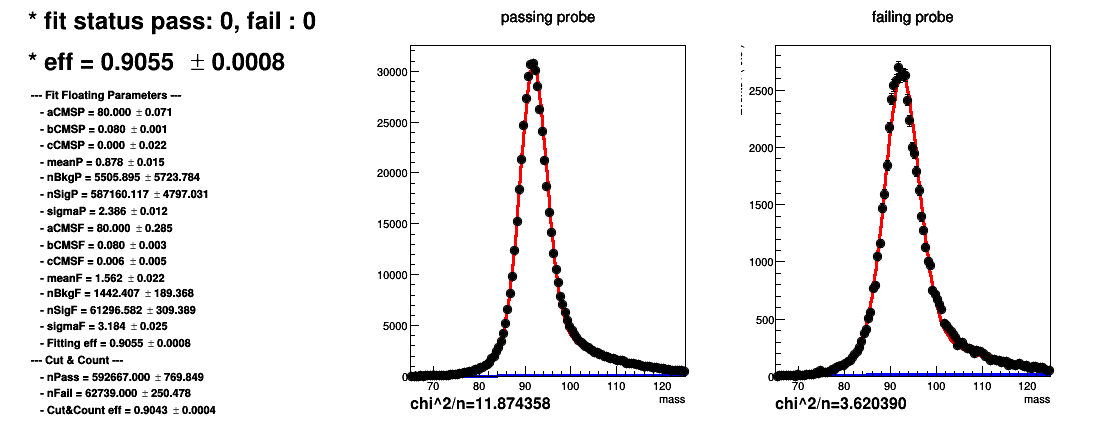 * fit status pass: 0, fail : 0
* eff = 0.9055 ± 0.0008
--- Fit Floating Parameters ---
- aCMSP = 80.000 ± 0.071
- bCMSP = 0.080 ± 0.001
- cCMSP = 0.000 ± 0.022
- meanP = 0.878 ± 0.015
- nBkgP = 5505.895 ± 5723.784
- nSigP = 587160.117 ± 4797.031
- sigmaP = 2.386 ± 0.012
- aCMSF = 80.000 ± 0.285
- bCMSF = 0.080 ± 0.003
- cCMSF = 0.006 ± 0.005
- meanF = 1.562 ± 0.022
- nBkgF = 1442.407 ± 189.368
- nSigF = 61296.582 ± 309.389
- sigmaF = 3.184 ± 0.025
- Fitting eff = 0.9055 ± 0.0008
--- Cut & Count ---
- nPass = 592667.000 ± 769.849
- nFail = 62739.000 ± 250.478
- Cut&Count eff = 0.9043 ± 0.0004
passing probe
30000
25000
20000
15000
10000
5000
0
70 80 90 100 110 120
mass
chi^2/n=11.874358
failing probe
2500
2000
1500
1000
500
0
70 80 90 100 110 120
mass
chi^2/n=3.620390